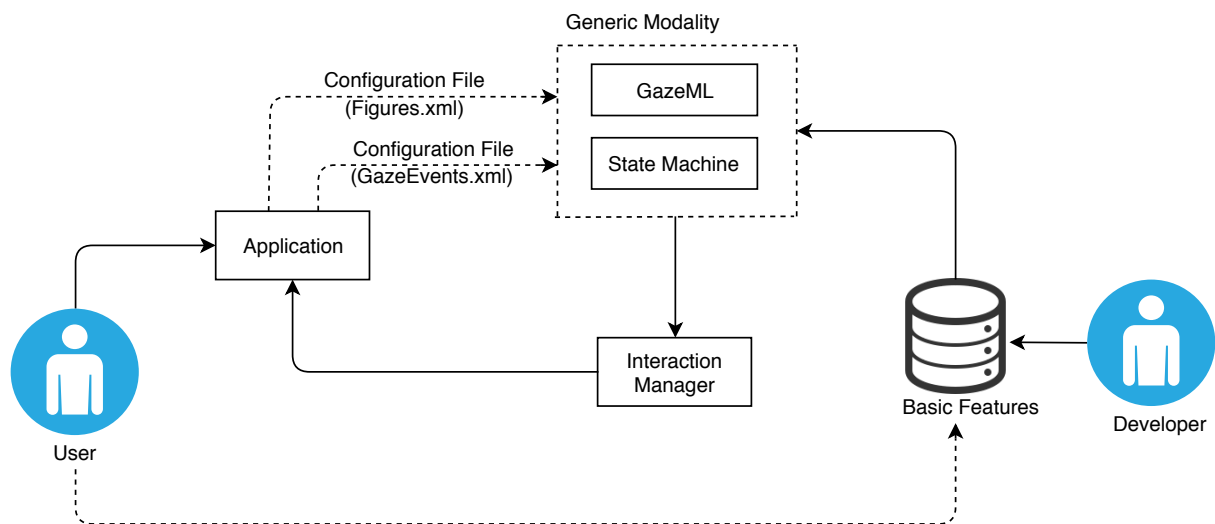 Generic Modality
Configuration File
(Figures.xml)
GazeML
Configuration File
(GazeEvents.xml)
State Machine
Application
Interaction
Manager
Basic Features
Developer
User